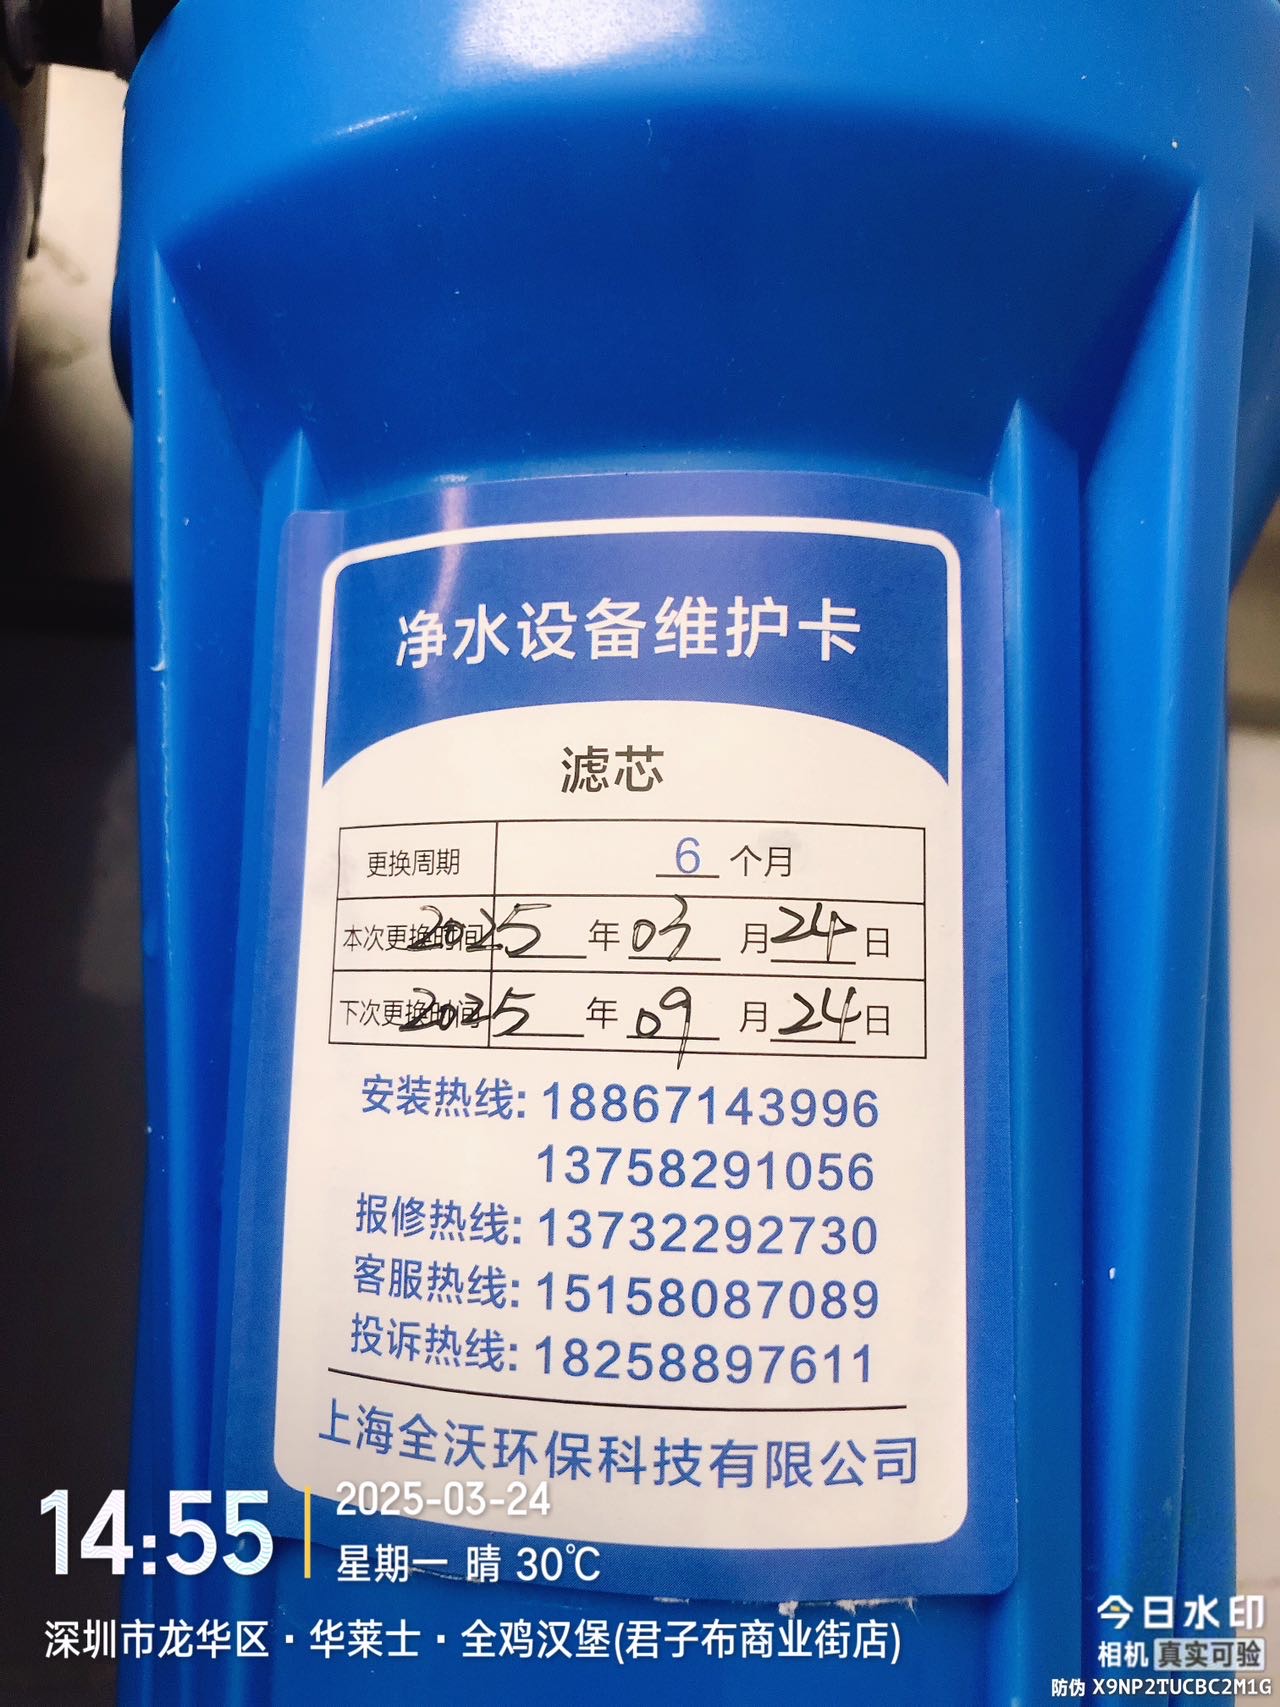 净水设备维护卡
滤芯
更换周期 6 个月
本次更换时间 2025 年 03 月 24 日
下次更换时间 2025 年 09 月 24 日
安装热线: 18867143996
13758291056
报修热线: 13732292730
客服热线: 15158087089
投诉热线: 18258897611
上海全沃环保科技有限公司
14:55
2025-03-24
星期一 晴 30℃
深圳市龙华区·华莱士·全鸡汉堡(君子布商业街店)
今日水印
相机 真实可验
防伪 X9NP2TUCBC2M1G